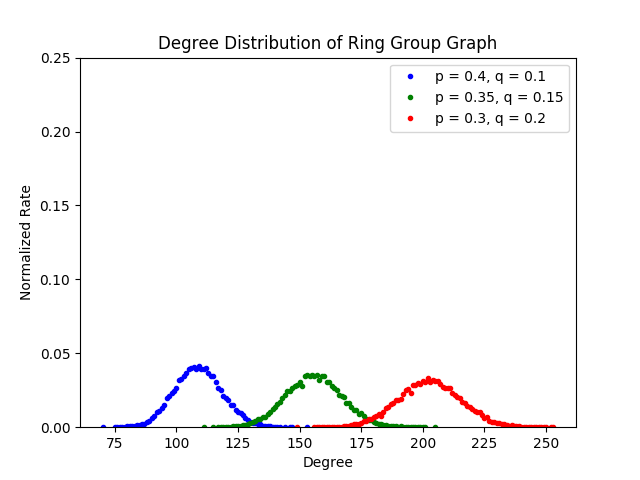 Degree Distribution of Ring Group Graph
p = 0.4, q = 0.1
p = 0.35, q = 0.15
p = 0.3, q = 0.2
Normalized Rate
0.25
0.20
0.15
0.10
0.05
0.00
75 100 125 150 175 200 225 250
Degree